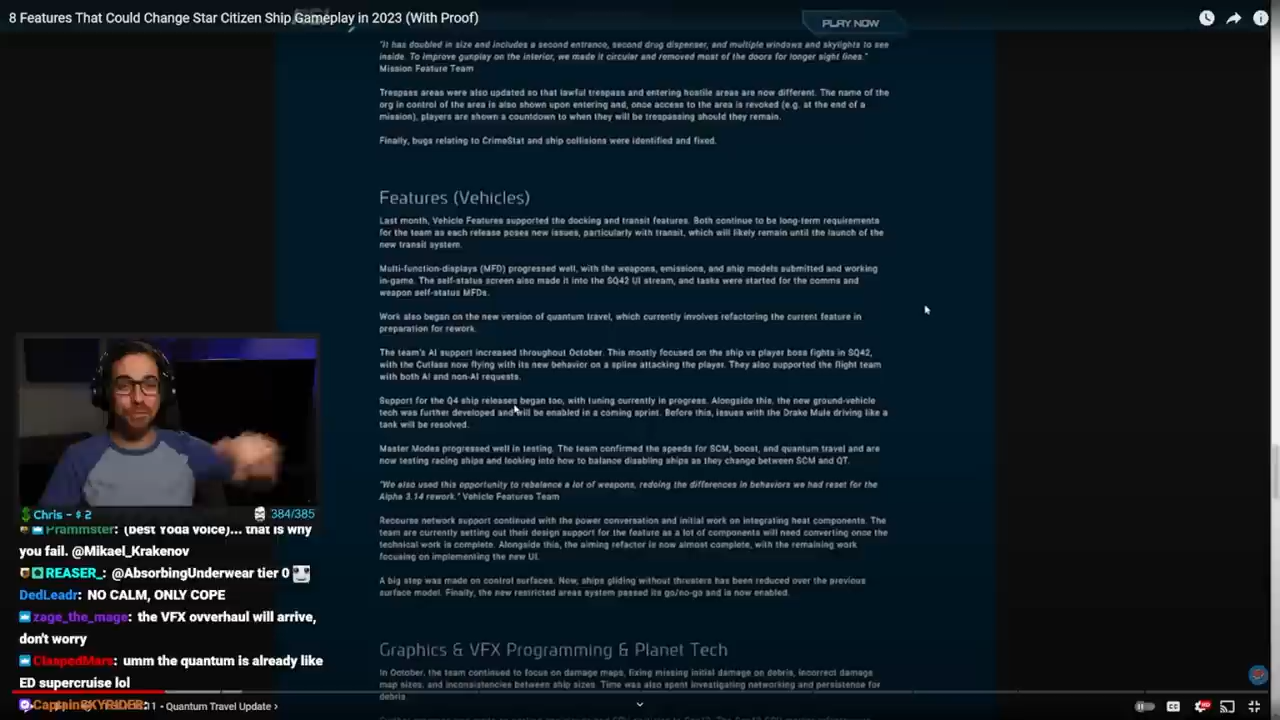 8 Features That Could Change Star Citizen Ship Gameplay in 2023 (With Proof)
PLAY NOW
"It has doubled in size and includes a second entrance, second drug dispenser, and multiple windows and skylights to see
inside. To improve gunplay on the interior, we made it circular and removed most of the doors for longer sight lines."
Mission Feature Team
Trespass areas were also updated so that lawful trespass and entering hostile areas are now different. The name of the
org in control of the area is also shown upon entering and, once access to the area is revoked (e.g. at the end of a
mission), players are shown a countdown to when they will be trespassing should they remain.
Finally, bugs relating to CrimeStat and ship collisions were identified and fixed.
Features (Vehicles)
Last month, Vehicle Features supported the docking and transit features. Both continue to be long-term requirements
for the team as each release poses new issues, particularly with transit, which will likely remain until the launch of the
new transit system.
Multi-function-displays (MFD) progressed well, with the weapons, emissions, and ship models submitted and working
in-game. The self-status screen also made it into the SQ42 UI stream, and tasks were started for the comms and
weapon self-status MFDs.
Work also began on the new version of quantum travel, which currently involves refactoring the current feature in
preparation for rework.
The team's AI support increased throughout October. This mostly focused on the ship vs player boss fights in SQ42,
with the Cutlass now flying with its new behavior on a spline attacking the player. They also supported the flight team
with both AI and non-AI requests.
Support for the Q4 ship releases began too, with tuning currently in progress. Alongside this, the new ground-vehicle
tech was further developed and will be enabled in a coming sprint. Before this, issues with the Drake Mule driving like a
tank will be resolved.
Master Modes progressed well in testing. The team confirmed the speeds for SCM, boost, and quantum travel and are
now testing racing ships and looking into how to balance disabling ships as they change between SCM and QT.
"We also used this opportunity to rebalance a lot of weapons, redoing the differences in behaviors we had reset for the
Alpha 3.14 rework." Vehicle Features Team
Recourse network support continued with the power conversation and initial work on integrating heat components. The
team are currently setting out their design support for the feature as a lot of components will need converting once the
technical work is complete. Alongside this, the aiming refactor is now almost complete, with the remaining work
focusing on implementing the new UI.
A big step was made on control surfaces. Now, ships gliding without thrusters has been reduced over the previous
surface model. Finally, the new restricted areas system passed its go/no-go and is now enabled.
Graphics & VFX Programming & Planet Tech
In October, the team continued to focus on damage maps, fixing missing initial damage on debris, incorrect damage
map sizes, and inconsistencies between ship sizes. Time was also spent investigating networking and persistence for
debris.
Chris - $ 2
384/385
Prammster: (best Yoda voice)... that is why
you fail. @Mikael_Krakenov
REASER_: @AbsorbingUnderwear tier 0
DedLeadr: NO CALM, ONLY COPE
zage_the_mage: the VFX ovverhaul will arrive,
don't worry
ClaspedMars: umm the quantum is already like
ED supercruise lol
CaptainSKYRIDER:
• Quantum Travel Update ›